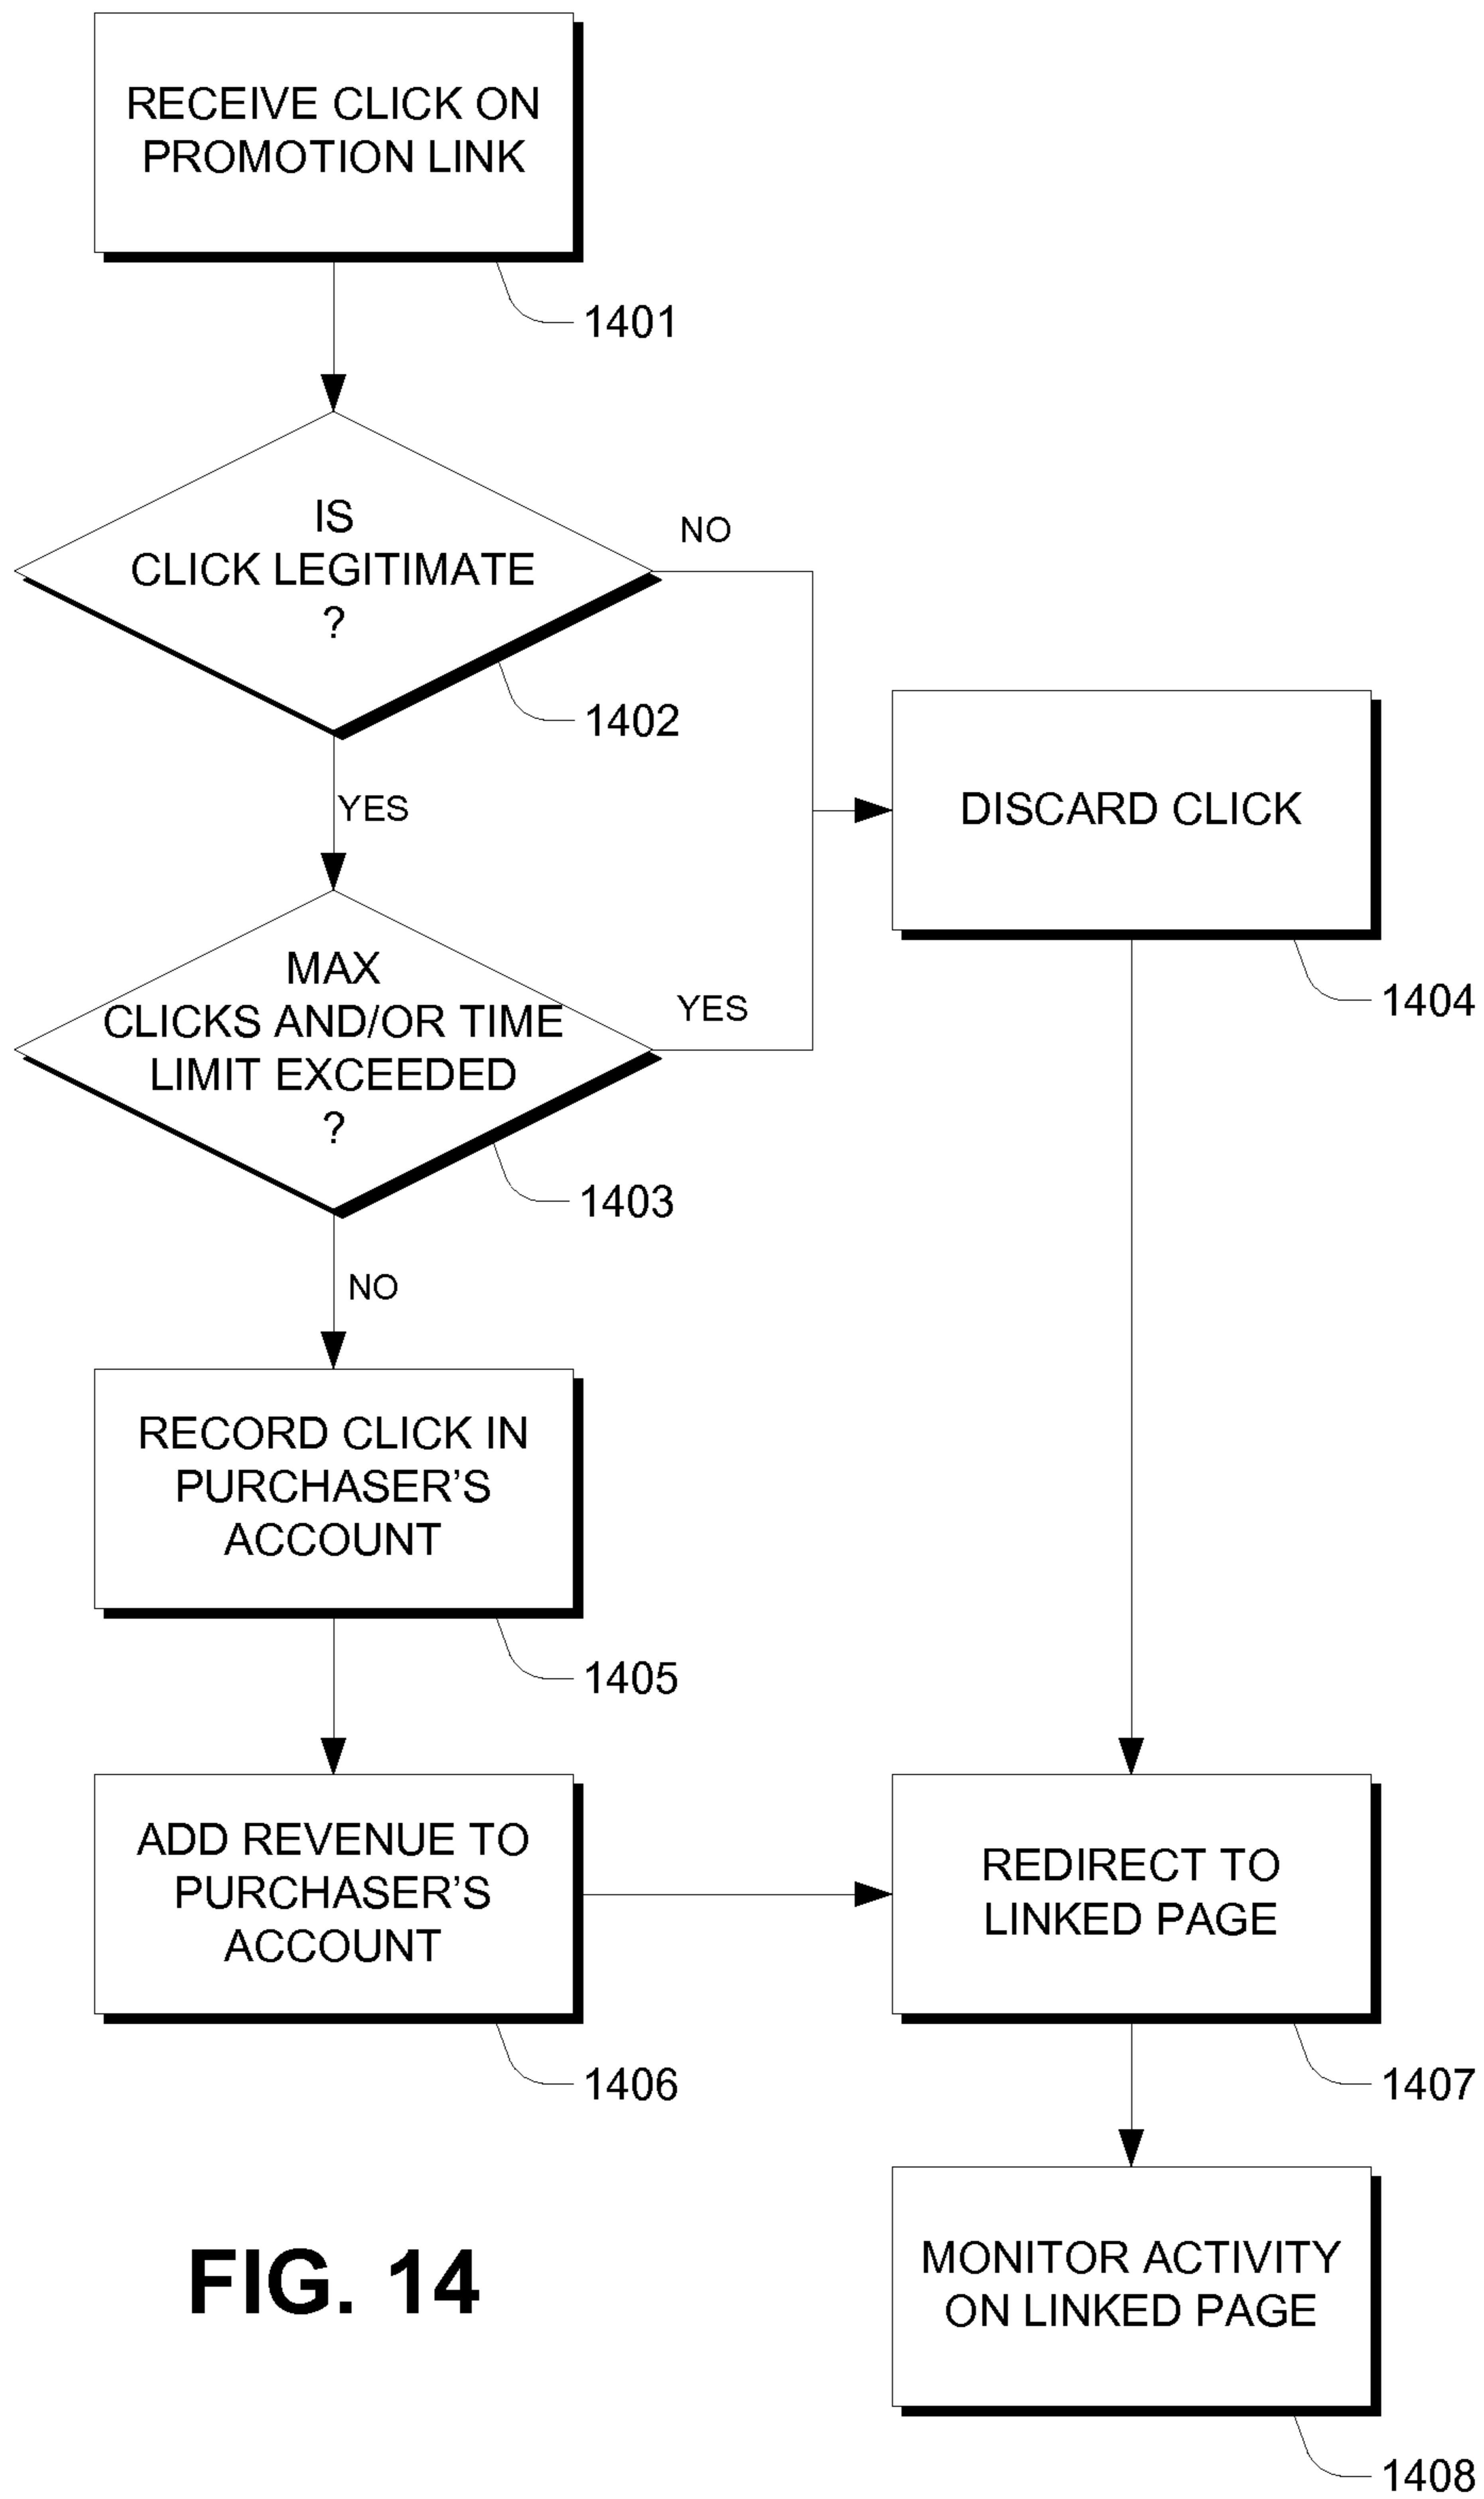 RECEIVE CLICK ON
PROMOTION LINK
1401
IS
CLICK LEGITIMATE
?
NO
1402
YES
DISCARD CLICK
1404
MAX
CLICKS AND/OR TIME
LIMIT EXCEEDED
?
YES
1403
NO
RECORD CLICK IN
PURCHASER'S
ACCOUNT
1405
ADD REVENUE TO
PURCHASER'S
ACCOUNT
1406
REDIRECT TO
LINKED PAGE
1407
MONITOR ACTIVITY
ON LINKED PAGE
1408
FIG. 14